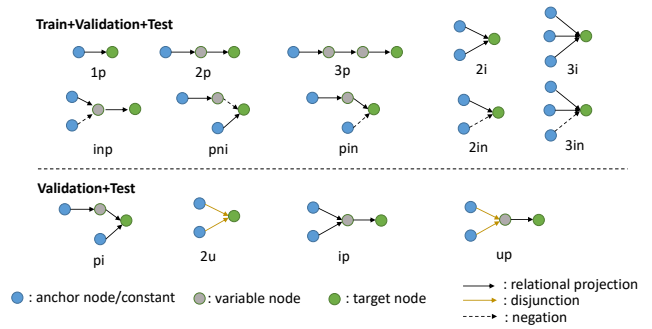 Train+Validation+Test
1p 2p 3p 2i 3i
inp pni pin 2in 3in
Validation+Test
pi 2u ip up
: anchor node/constant : variable node : target node
: relational projection
: disjunction
: negation